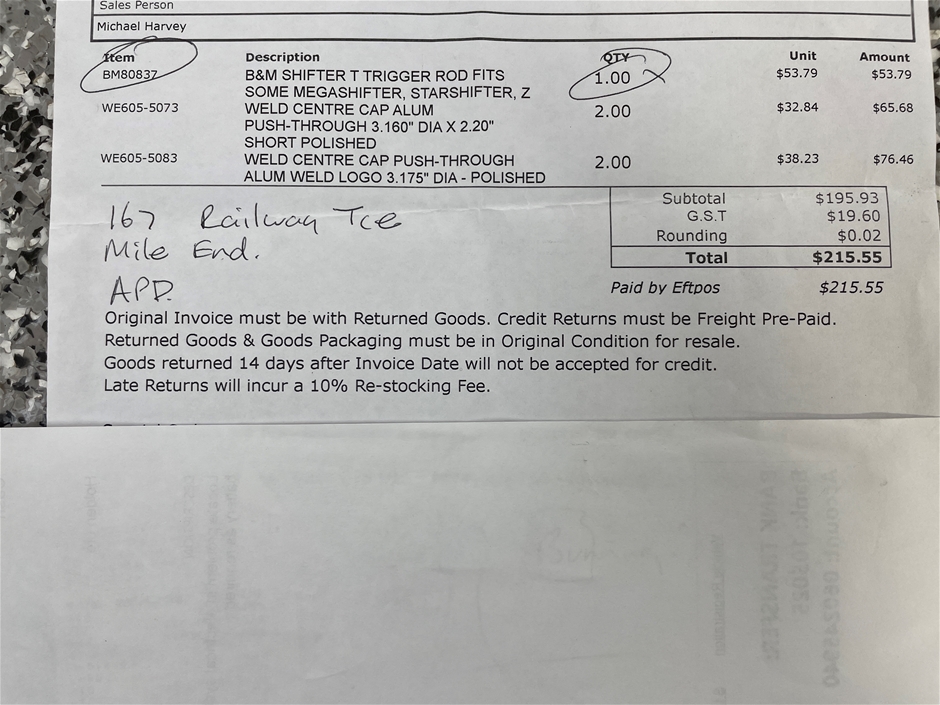 Sales Person
Michael Harvey
Item Description QTY Unit Amount
BM80837 B&M SHIFTER T TRIGGER ROD FITS 1.00 $53.79 $53.79
SOME MEGASHIFTER, STARSHIFTER, Z
WE605-5073 WELD CENTRE CAP ALUM 2.00 $32.84 $65.68
PUSH-THROUGH 3.160" DIA X 2.20"
SHORT POLISHED
WE605-5083 WELD CENTRE CAP PUSH-THROUGH 2.00 $38.23 $76.46
ALUM WELD LOGO 3.175" DIA - POLISHED
Subtotal $195.93
G.S.T $19.60
Rounding $0.02
Total $215.55
Paid by Eftpos $215.55
167 Railway Tce
Mile End.
APD.
Original Invoice must be with Returned Goods. Credit Returns must be Freight Pre-Paid.
Returned Goods & Goods Packaging must be in Original Condition for resale.
Goods returned 14 days after Invoice Date will not be accepted for credit.
Late Returns will incur a 10% Re-stocking Fee.